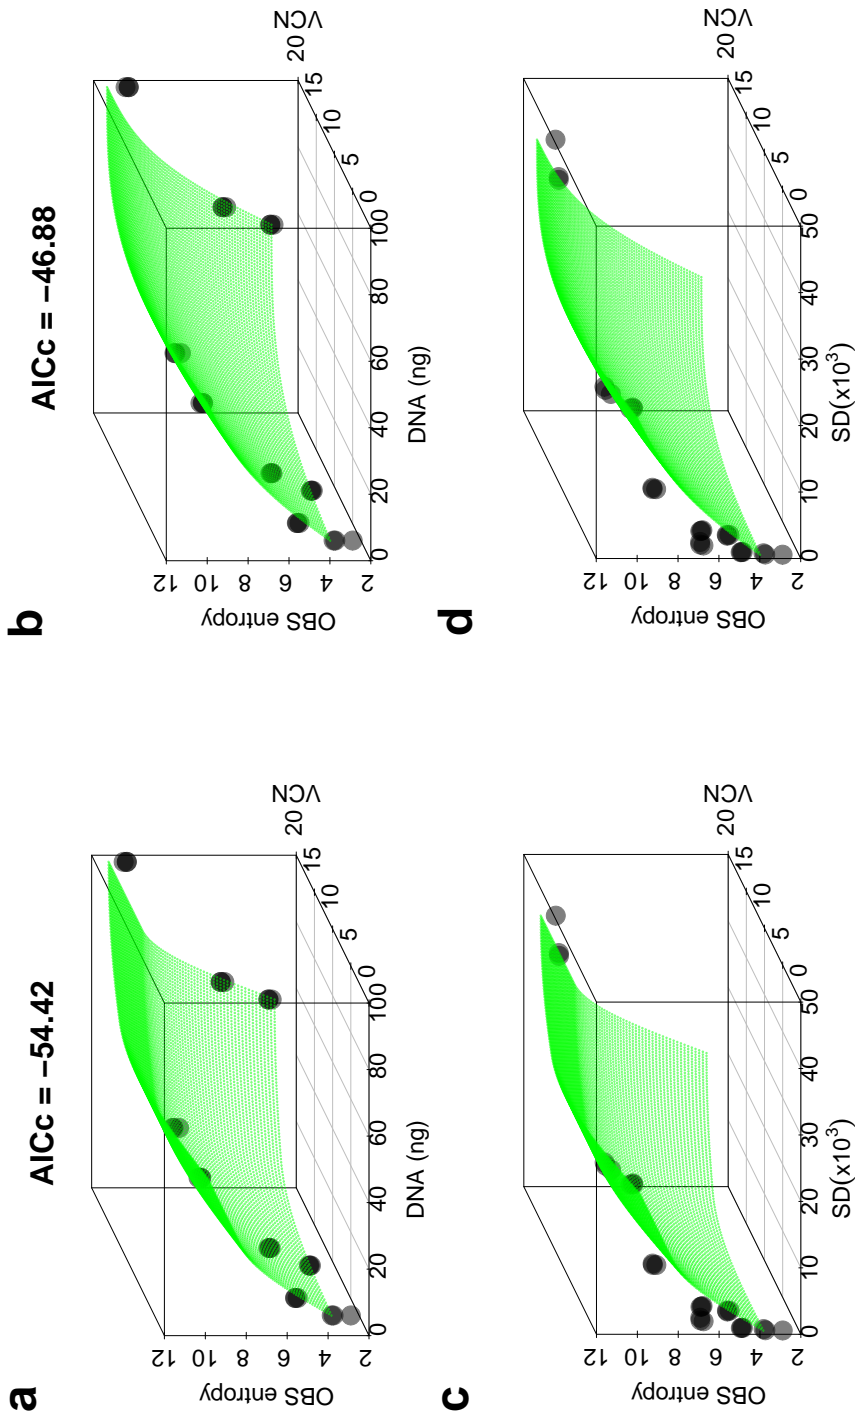 a
AICc = −54.42
OBS entropy
2 4 6 8 10 12
0 20 40 60 80 100
DNA (ng)
0 5 10 15 20
VCN
b
AICc = −46.88
OBS entropy
2 4 6 8 10 12
0 20 40 60 80 100
DNA (ng)
0 5 10 15 20
VCN
c
OBS entropy
2 4 6 8 10 12
0 10 20 30 40 50
SD(x10³)
0 5 10 15 20
VCN
d
OBS entropy
2 4 6 8 10 12
0 10 20 30 40 50
SD(x10³)
0 5 10 15 20
VCN